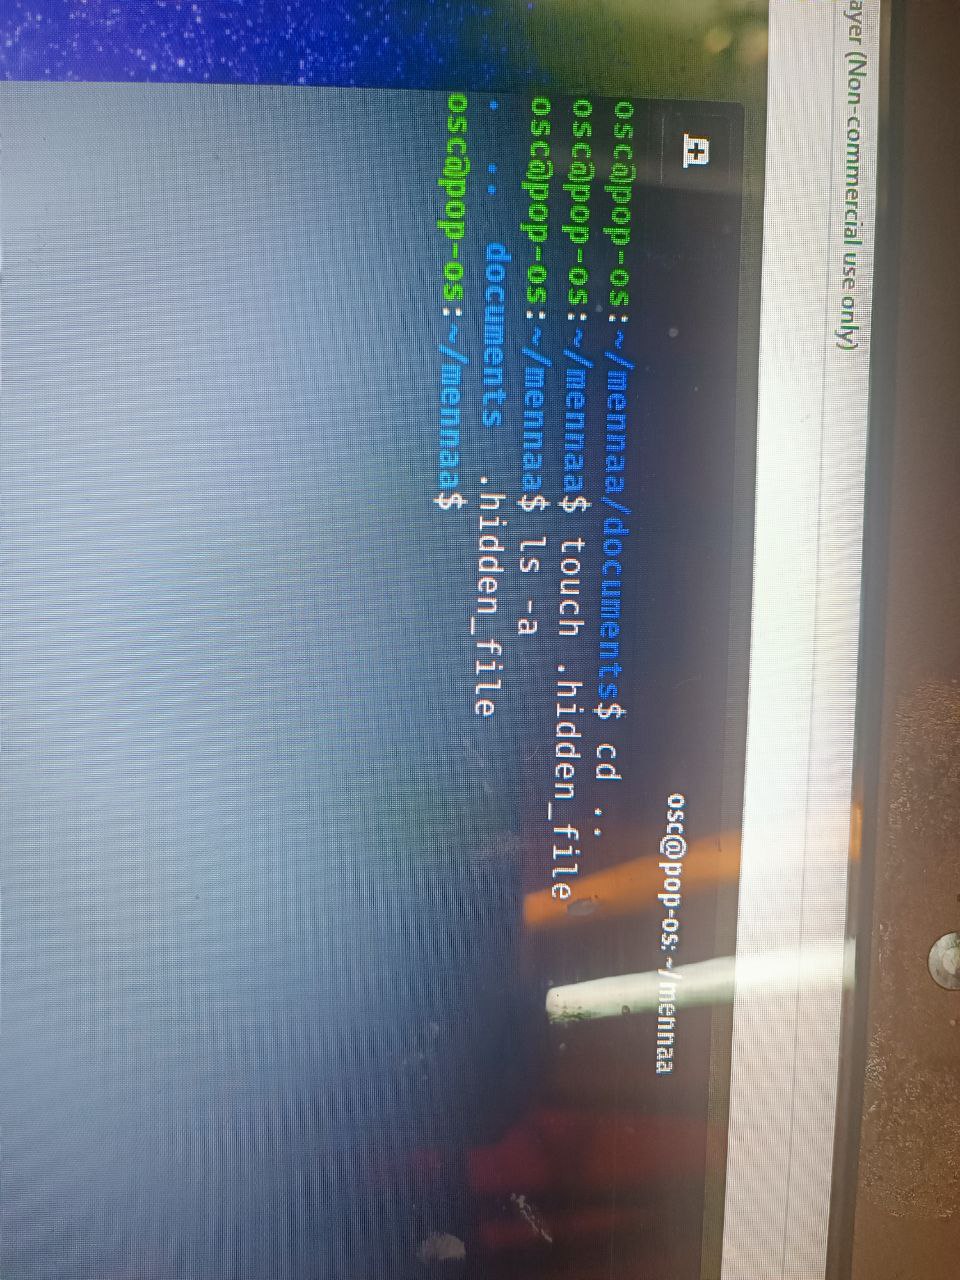 ayer (Non-commercial use only)
osc@pop-os: ~/mennaa
osc@pop-os:~/mennaa/documents$ cd ..
osc@pop-os:~/mennaa$ touch .hidden_file
osc@pop-os:~/mennaa$ ls -a
. .. documents .hidden_file
osc@pop-os:~/mennaa$